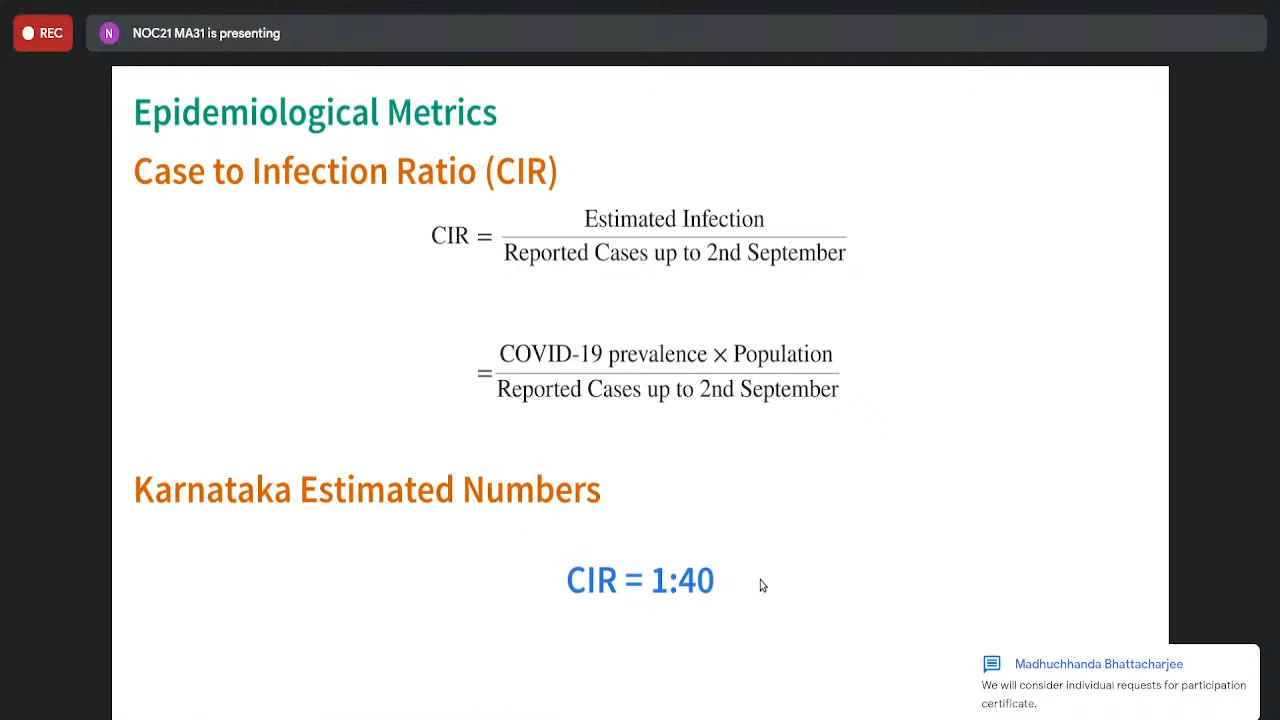 REC
N NOC21 MA31 is presenting
Epidemiological Metrics
Case to Infection Ratio (CIR)
CIR = Estimated Infection
Reported Cases up to 2nd September
= COVID-19 prevalence × Population
Reported Cases up to 2nd September
Karnataka Estimated Numbers
CIR = 1:40
Madhuchhanda Bhattacharjee
We will consider individual requests for participation
certificate.